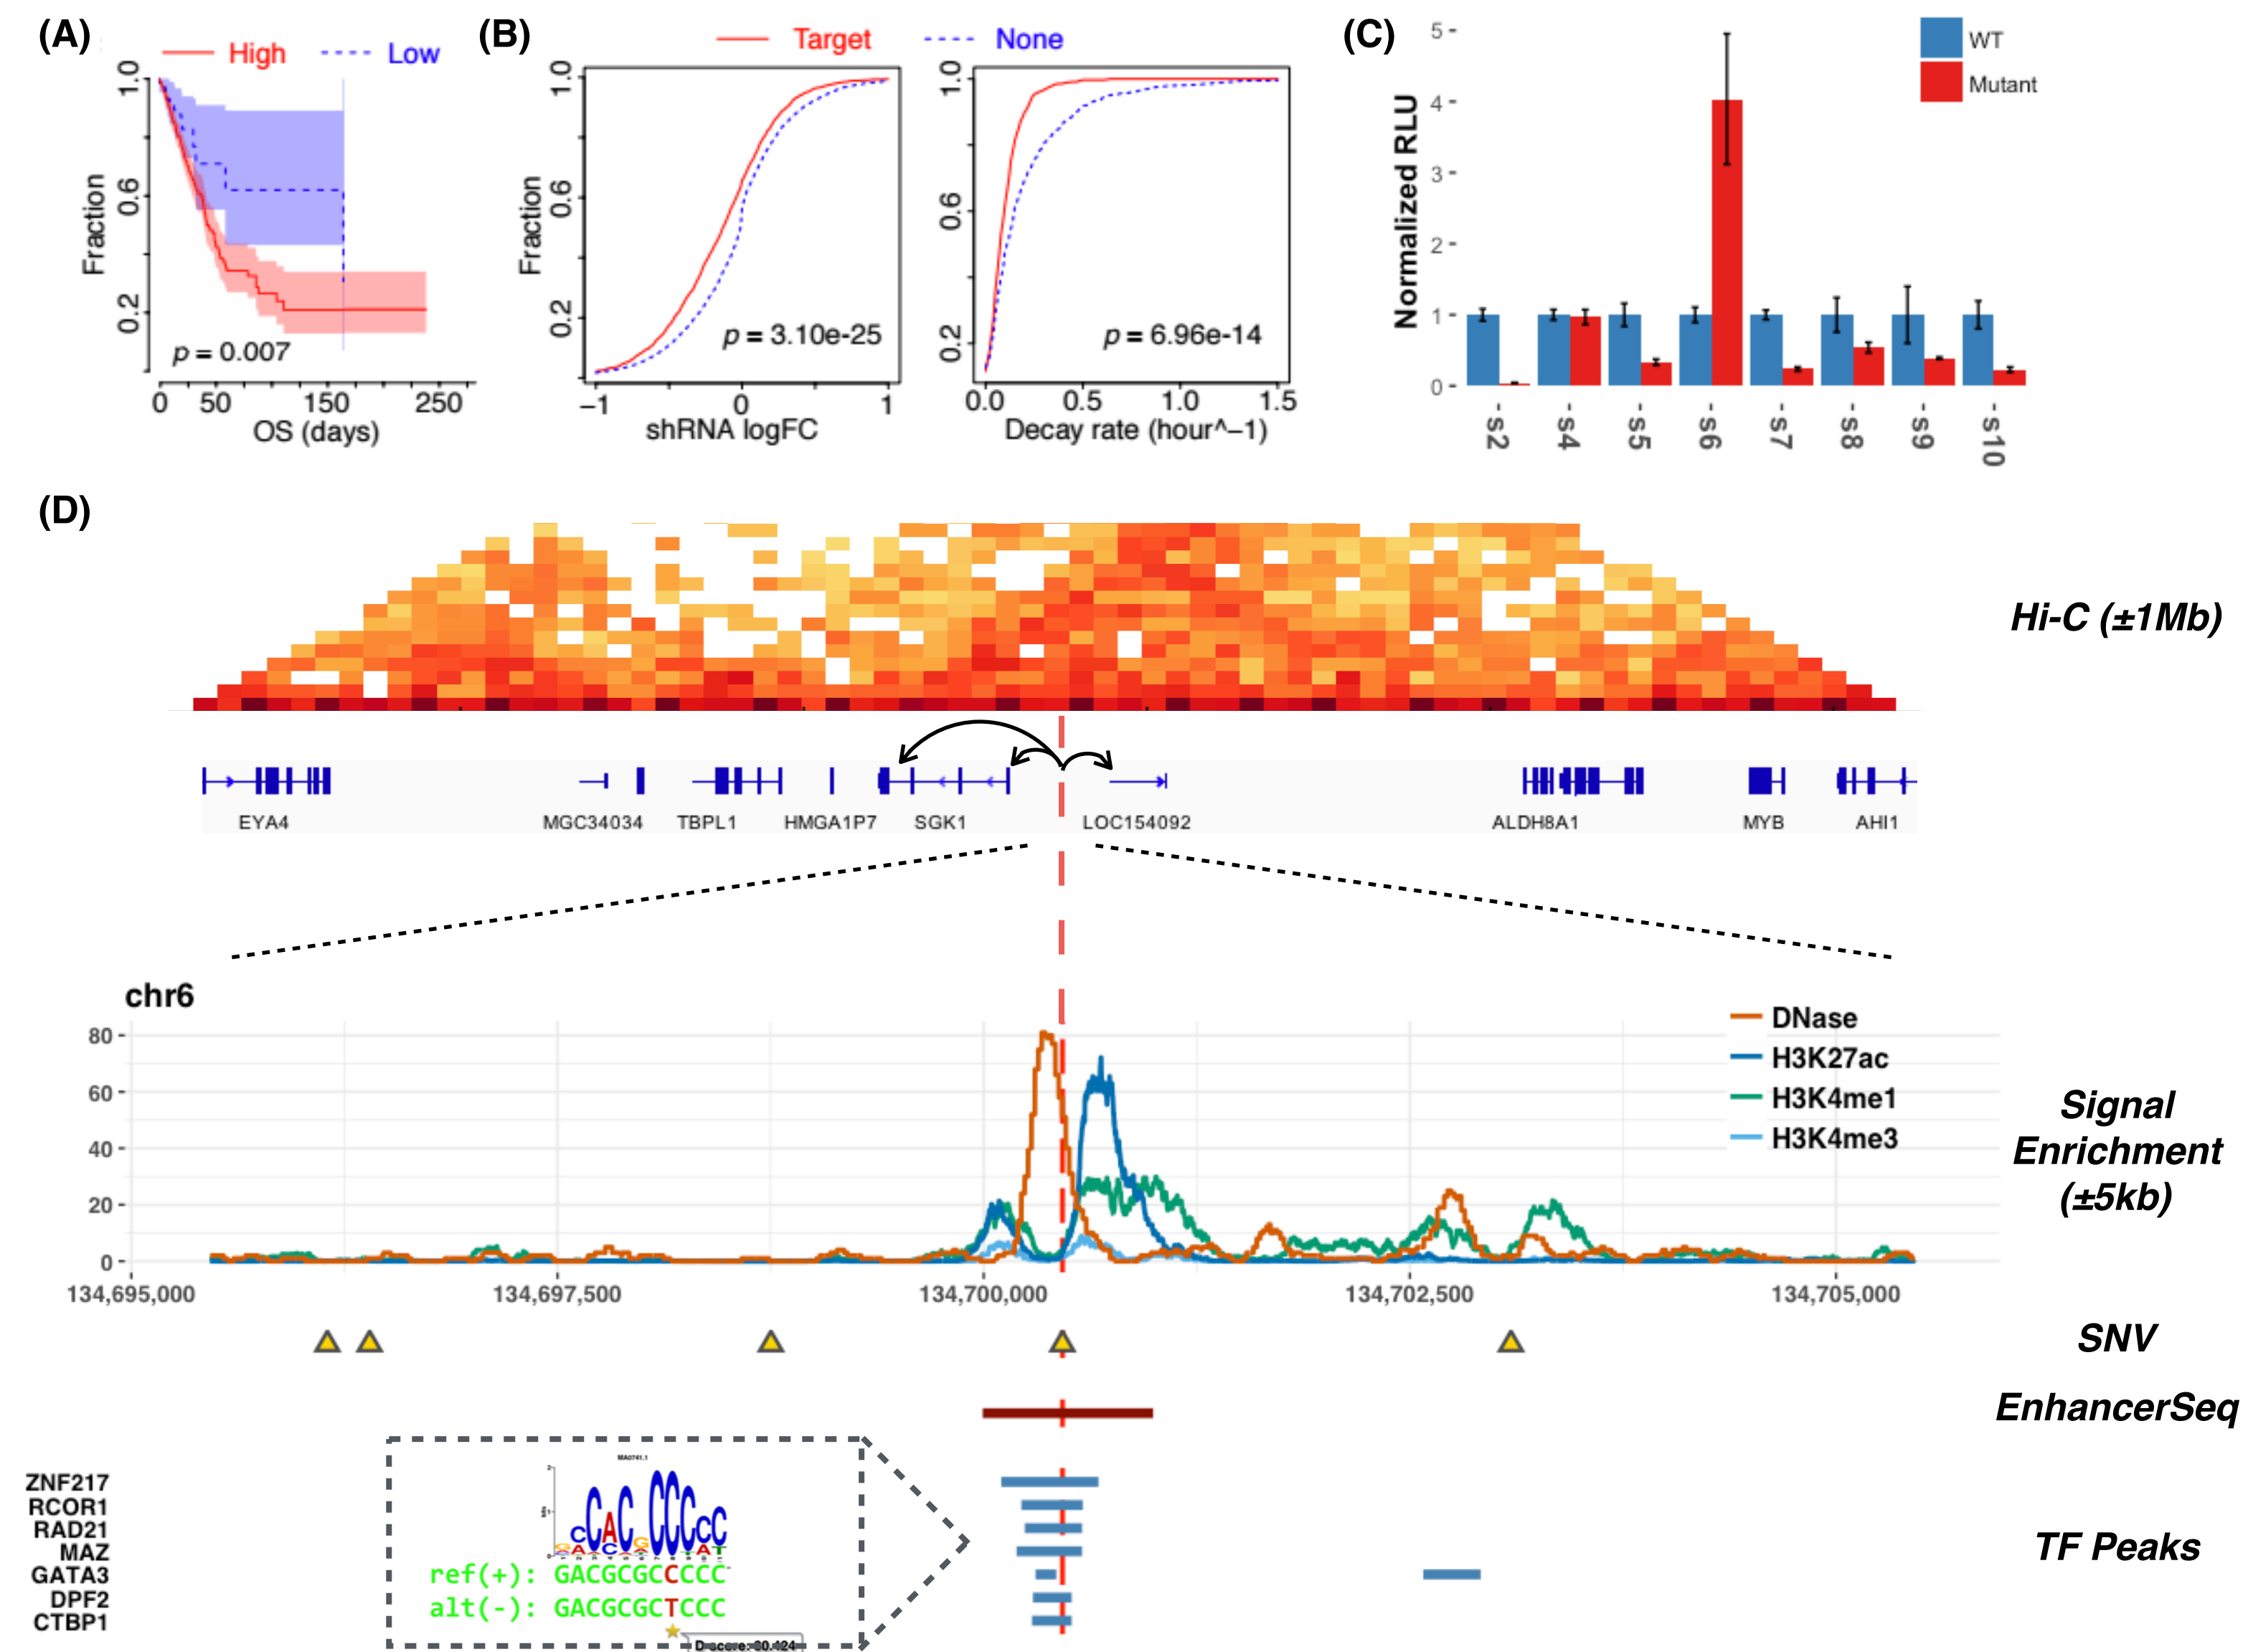 (A)
High
Low
Fraction
1.0
0.6
0.2
p = 0.007
0 50 150 250
OS (days)
(B)
Target
None
Fraction
1.0
0.6
0.2
p = 3.10e-25
−1 0 1
shRNA logFC
1.0
0.6
0.2
p = 6.96e-14
0.0 0.5 1.0 1.5
Decay rate (hour^−1)
(C)
Normalized RLU
5
4
3
2
1
0
WT
Mutant
s2 s4 s5 s6 s7 s8 s9 s10
(D)
Hi-C (±1Mb)
EYA4 MGC34034 TBPL1 HMGA1P7 SGK1 LOC154092 ALDH8A1 MYB AHI1
chr6
80
60
40
20
0
DNase
H3K27ac
H3K4me1
H3K4me3
Signal
Enrichment
(±5kb)
134,695,000 134,697,500 134,700,000 134,702,500 134,705,000
SNV
EnhancerSeq
ZNF217
RCOR1
RAD21
MAZ
GATA3
DPF2
CTBP1
MA0741.1
ref(+): GACGCGCCCCC
alt(-): GACGCGCTCCC
D-score: 60.424
TF Peaks